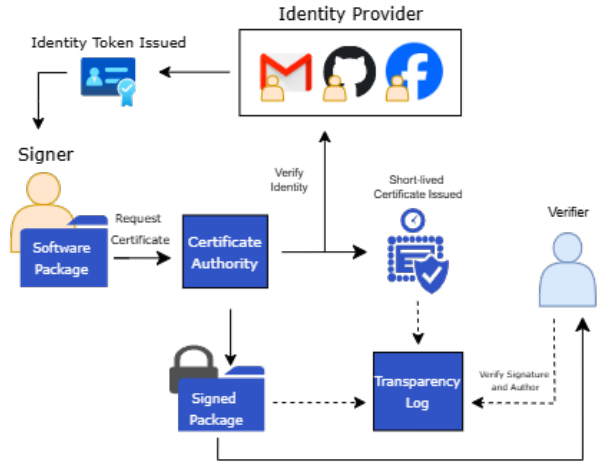 Identity Provider
Identity Token Issued
Signer
Verify
Identity
Short-lived
Certificate Issued
Verifier
Request
Certificate
Software
Package
Certificate
Authority
Transparency
Log
Verify Signature
and Author
Signed
Package